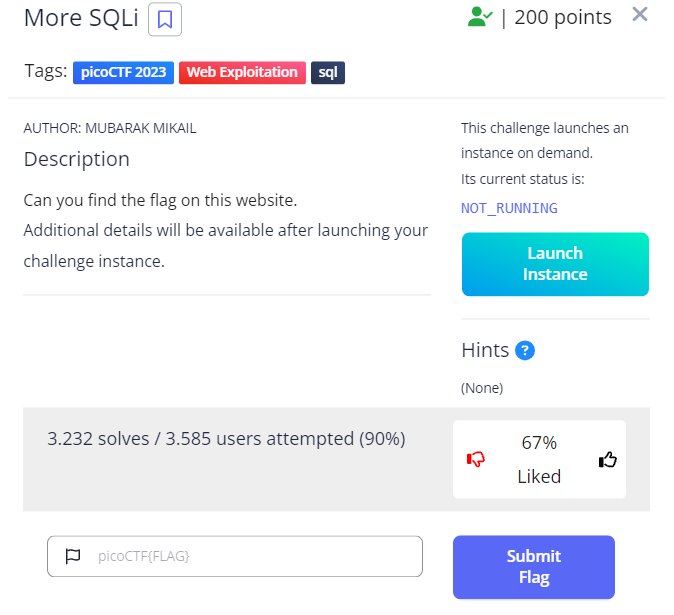 More SQLi
| 200 points
Tags: picoCTF 2023 Web Exploitation sql
AUTHOR: MUBARAK MIKAIL
Description
Can you find the flag on this website.
Additional details will be available after launching your
challenge instance.
This challenge launches an
instance on demand.
Its current status is:
NOT_RUNNING
Launch
Instance
Hints ?
(None)
3.232 solves / 3.585 users attempted (90%)
67%
Liked
picoCTF{FLAG}
Submit
Flag